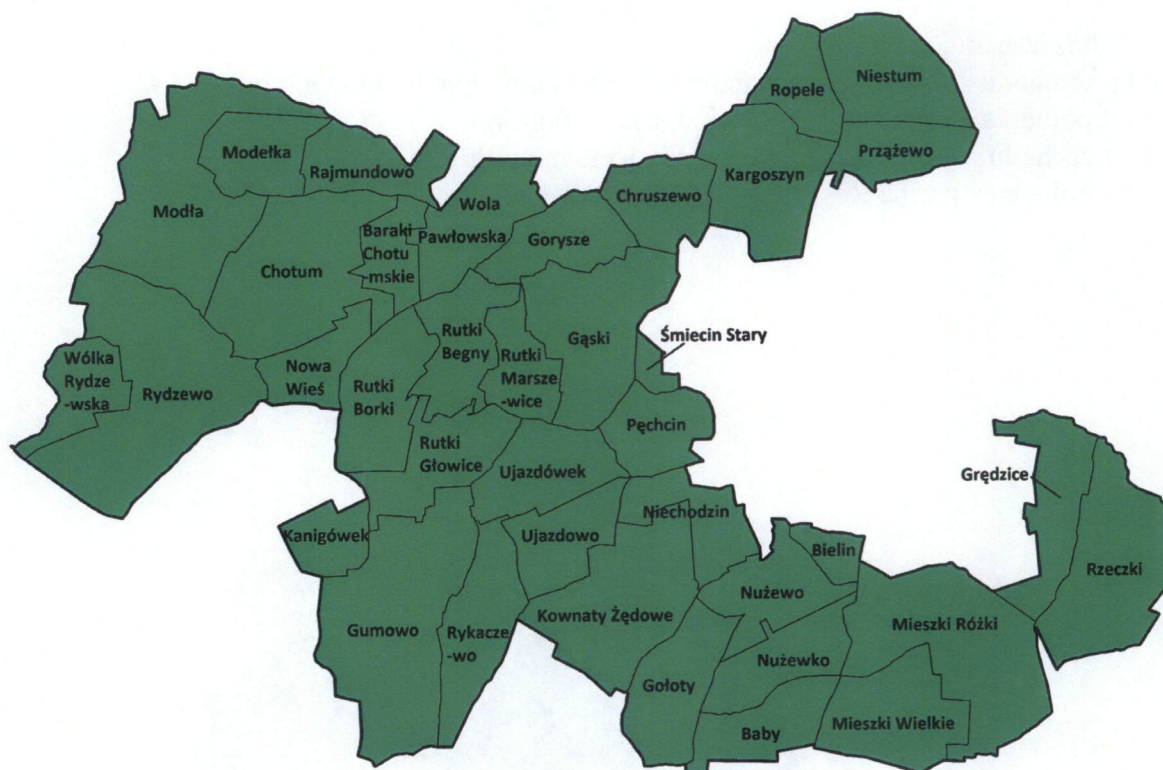 Niestum
Ropele
Przążewo
Kargoszyn
Modełka
Rajmundowo
Chruszewo
Modła
Wola
Pawłowska
Gorysze
Baraki
Chotu
-mskie
Chotum
Rutki
Begny
Gąski
Śmiecin Stary
Wólka
Rydze
-wska
Rydzewo
Nowa
Wieś
Rutki
Borki
Rutki
Marsze
-wice
Pęchcin
Rutki
Głowice
Ujazdówek
Grędzice
Niechodzin
Kanigówek
Ujazdowo
Bielin
Rzeczki
Nużewo
Kownaty Żędowe
Mieszki Różki
Gumowo
Rykacze
-wo
Nużewko
Gołoty
Baby
Mieszki Wielkie